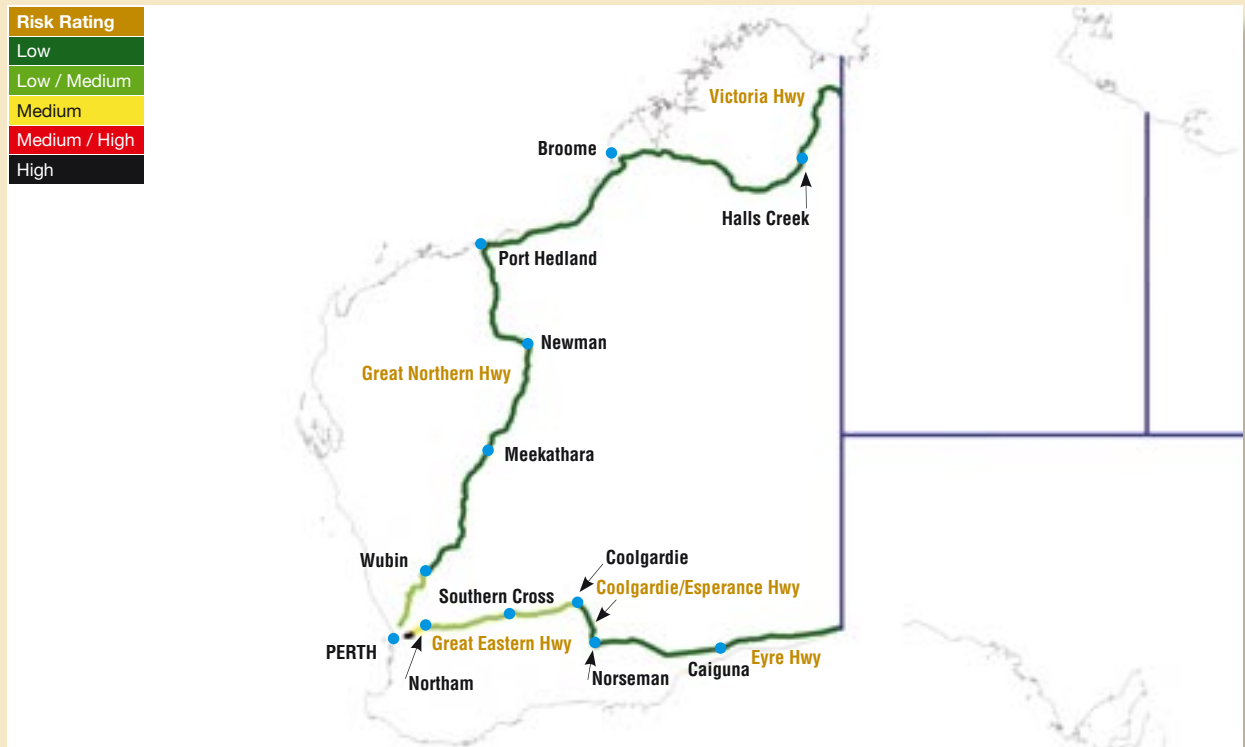 Risk Rating
Low
Low / Medium
Medium
Medium / High
High
Victoria Hwy
Broome
Halls Creek
Port Hedland
Newman
Great Northern Hwy
Meekathara
Wubin
Coolgardie
Southern Cross
Coolgardie/Esperance Hwy
Great Eastern Hwy
PERTH
Northam
Norseman
Caiguna
Eyre Hwy